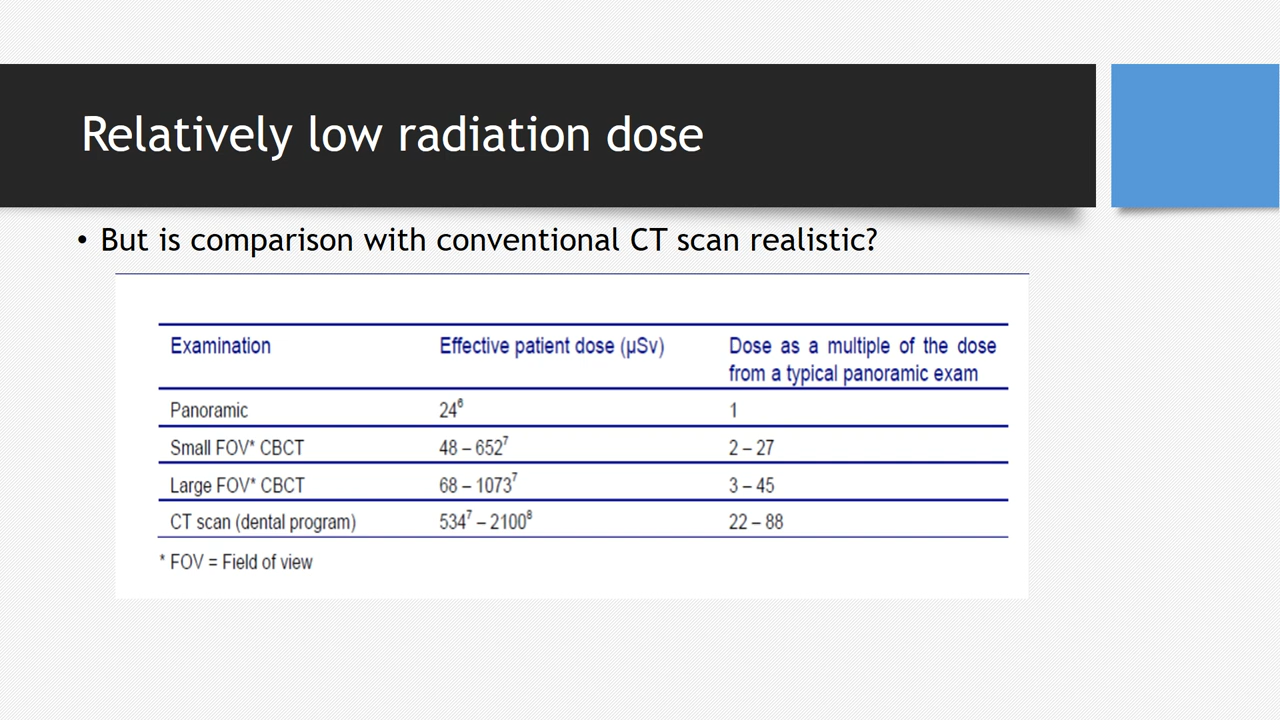 Relatively low radiation dose
• But is comparison with conventional CT scan realistic?
Examination Effective patient dose (µSv) Dose as a multiple of the dose
from a typical panoramic exam
Panoramic 24⁶ 1
Small FOV* CBCT 48 – 652⁷ 2 – 27
Large FOV* CBCT 68 – 1073⁷ 3 – 45
CT scan (dental program) 534⁷ – 2100⁸ 22 – 88
* FOV = Field of view